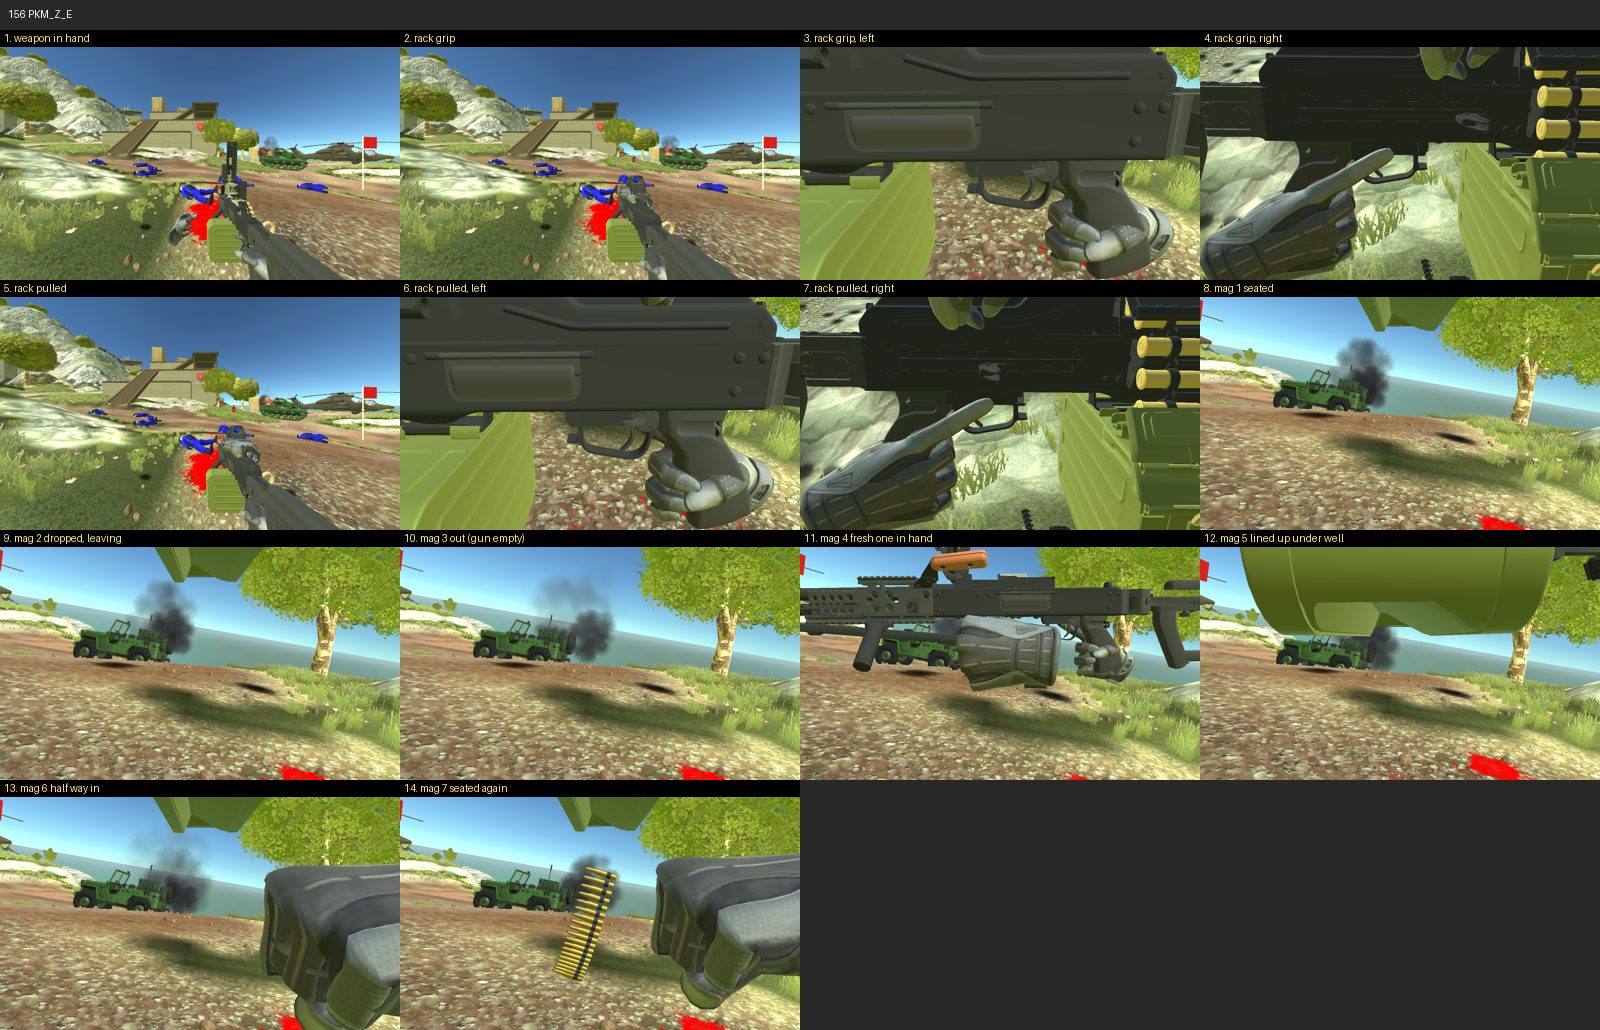 156 PKM_Z_E
1. weapon in hand
2. rack grip
3. rack grip, left
4. rack grip, right
5. rack pulled
6. rack pulled, left
7. rack pulled, right
8. mag 1 seated
9. mag 2 dropped, leaving
10. mag 3 out (gun empty)
11. mag 4 fresh one in hand
12. mag 5 lined up under well
13. mag 6 half way in
14. mag 7 seated again